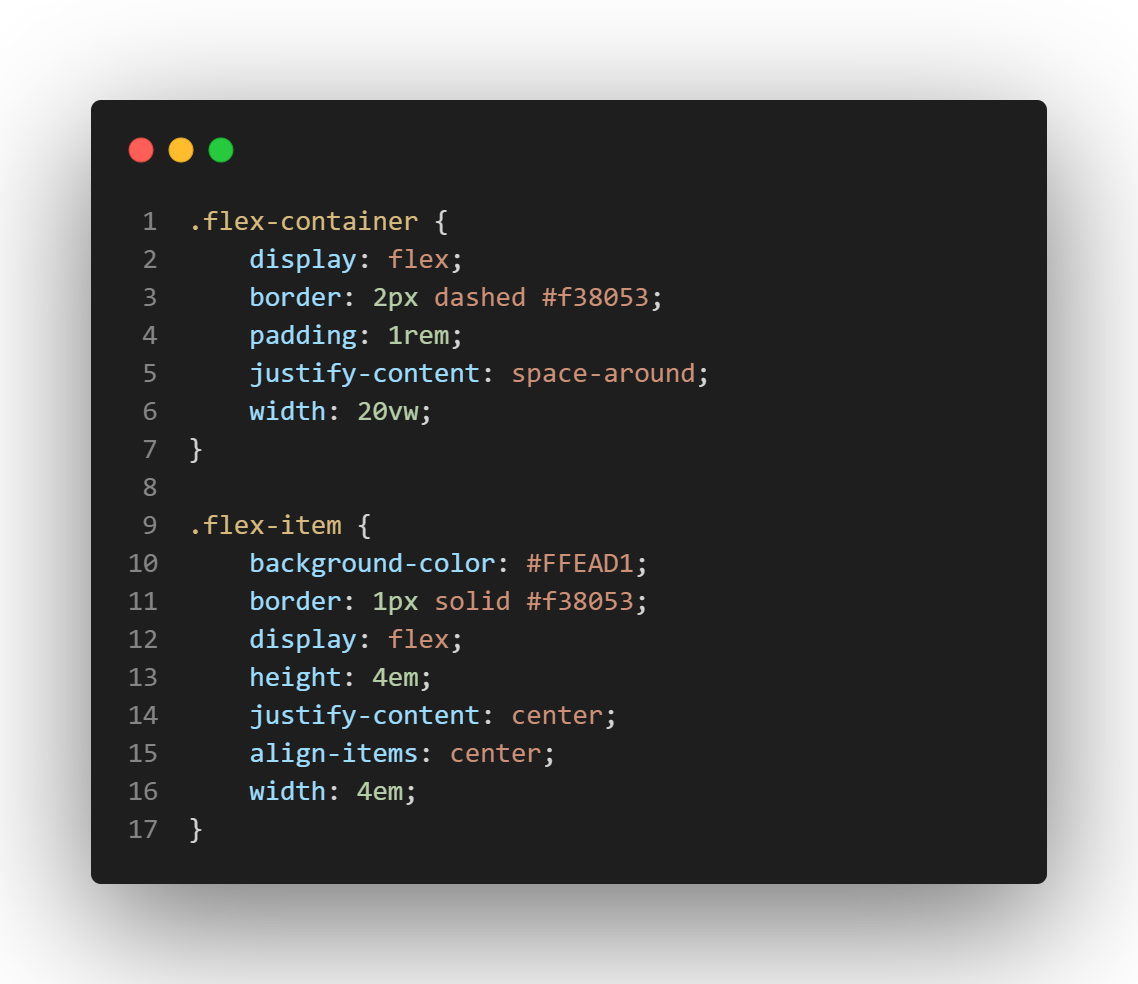 1 .flex-container {
2     display: flex;
3     border: 2px dashed #f38053;
4     padding: 1rem;
5     justify-content: space-around;
6     width: 20vw;
7 }
8
9 .flex-item {
10     background-color: #FFEAD1;
11     border: 1px solid #f38053;
12     display: flex;
13     height: 4em;
14     justify-content: center;
15     align-items: center;
16     width: 4em;
17 }